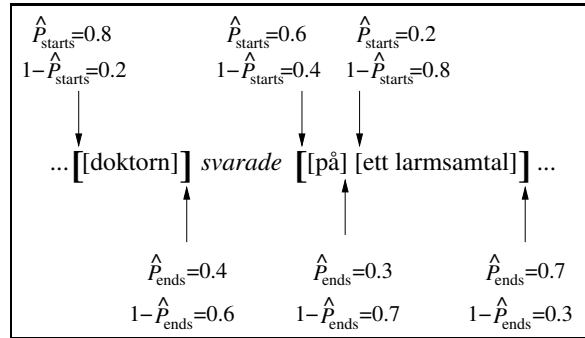 P̂starts=0.8 P̂starts=0.6 P̂starts=0.2
1−P̂starts=0.2 1−P̂starts=0.4 1−P̂starts=0.8
... [[doktorn]] svarade [[på] [ett larmsamtal]] ...
P̂ends=0.4 P̂ends=0.3 P̂ends=0.7
1−P̂ends=0.6 1−P̂ends=0.7 1−P̂ends=0.3